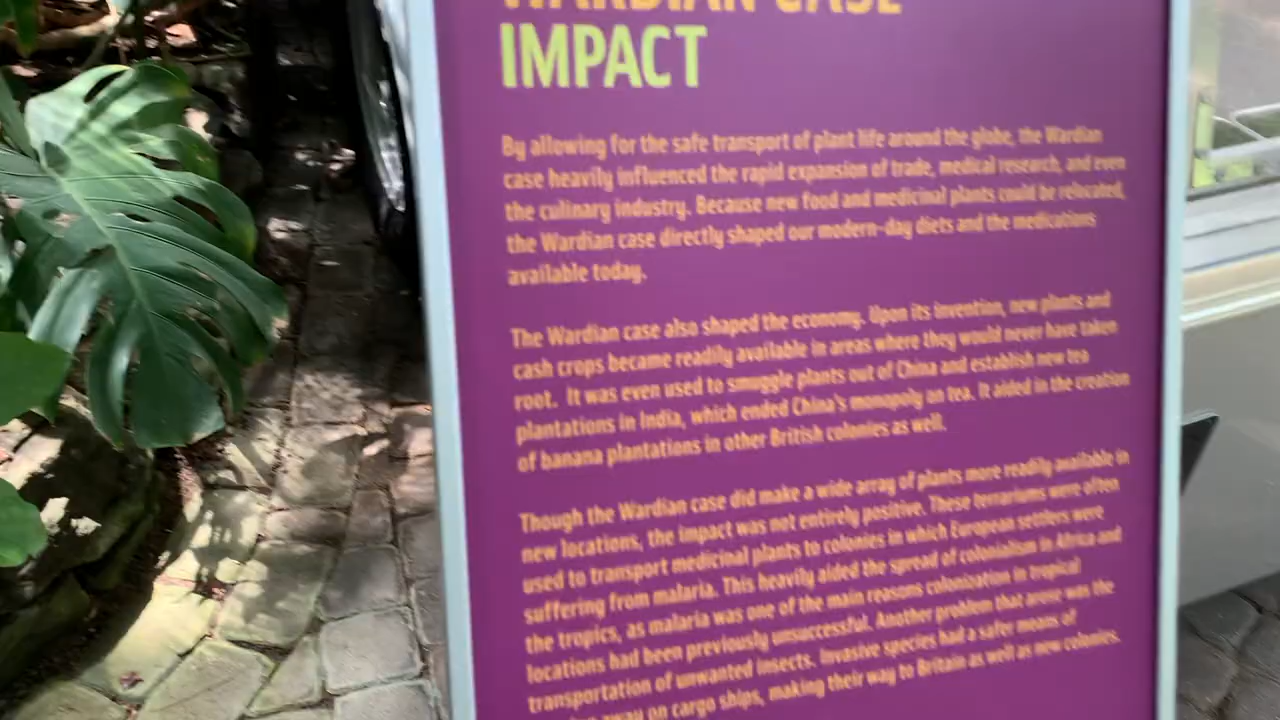 WARDIAN CASE
IMPACT
By allowing for the safe transport of plant life around the globe, the Wardian
case heavily influenced the rapid expansion of trade, medical research, and even
the culinary industry. Because new food and medicinal plants could be relocated,
the Wardian case directly shaped our modern-day diets and the medications
available today.
The Wardian case also shaped the economy. Upon its invention, new plants and
cash crops became readily available in areas where they would never have taken
root. It was even used to smuggle plants out of China and establish new tea
plantations in India, which ended China's monopoly on tea. It aided in the creation
of banana plantations in other British colonies as well.
Though the Wardian case did make a wide array of plants more readily available in
new locations, the impact was not entirely positive. These terrariums were often
used to transport medicinal plants to colonies in which European settlers were
suffering from malaria. This heavily aided the spread of colonialism in Africa and
the tropics, as malaria was one of the main reasons colonization in tropical
locations had been previously unsuccessful. Another problem that arose was the
transportation of unwanted insects. Invasive species had a safer means of
away on cargo ships, making their way to Britain as well as new colonies.